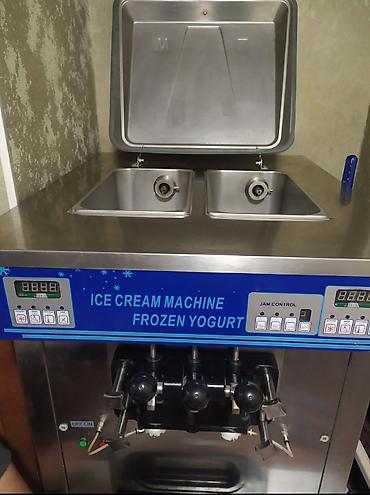 ICE CREAM MACHINE
FROZEN YOGURT
JAM CONTROL